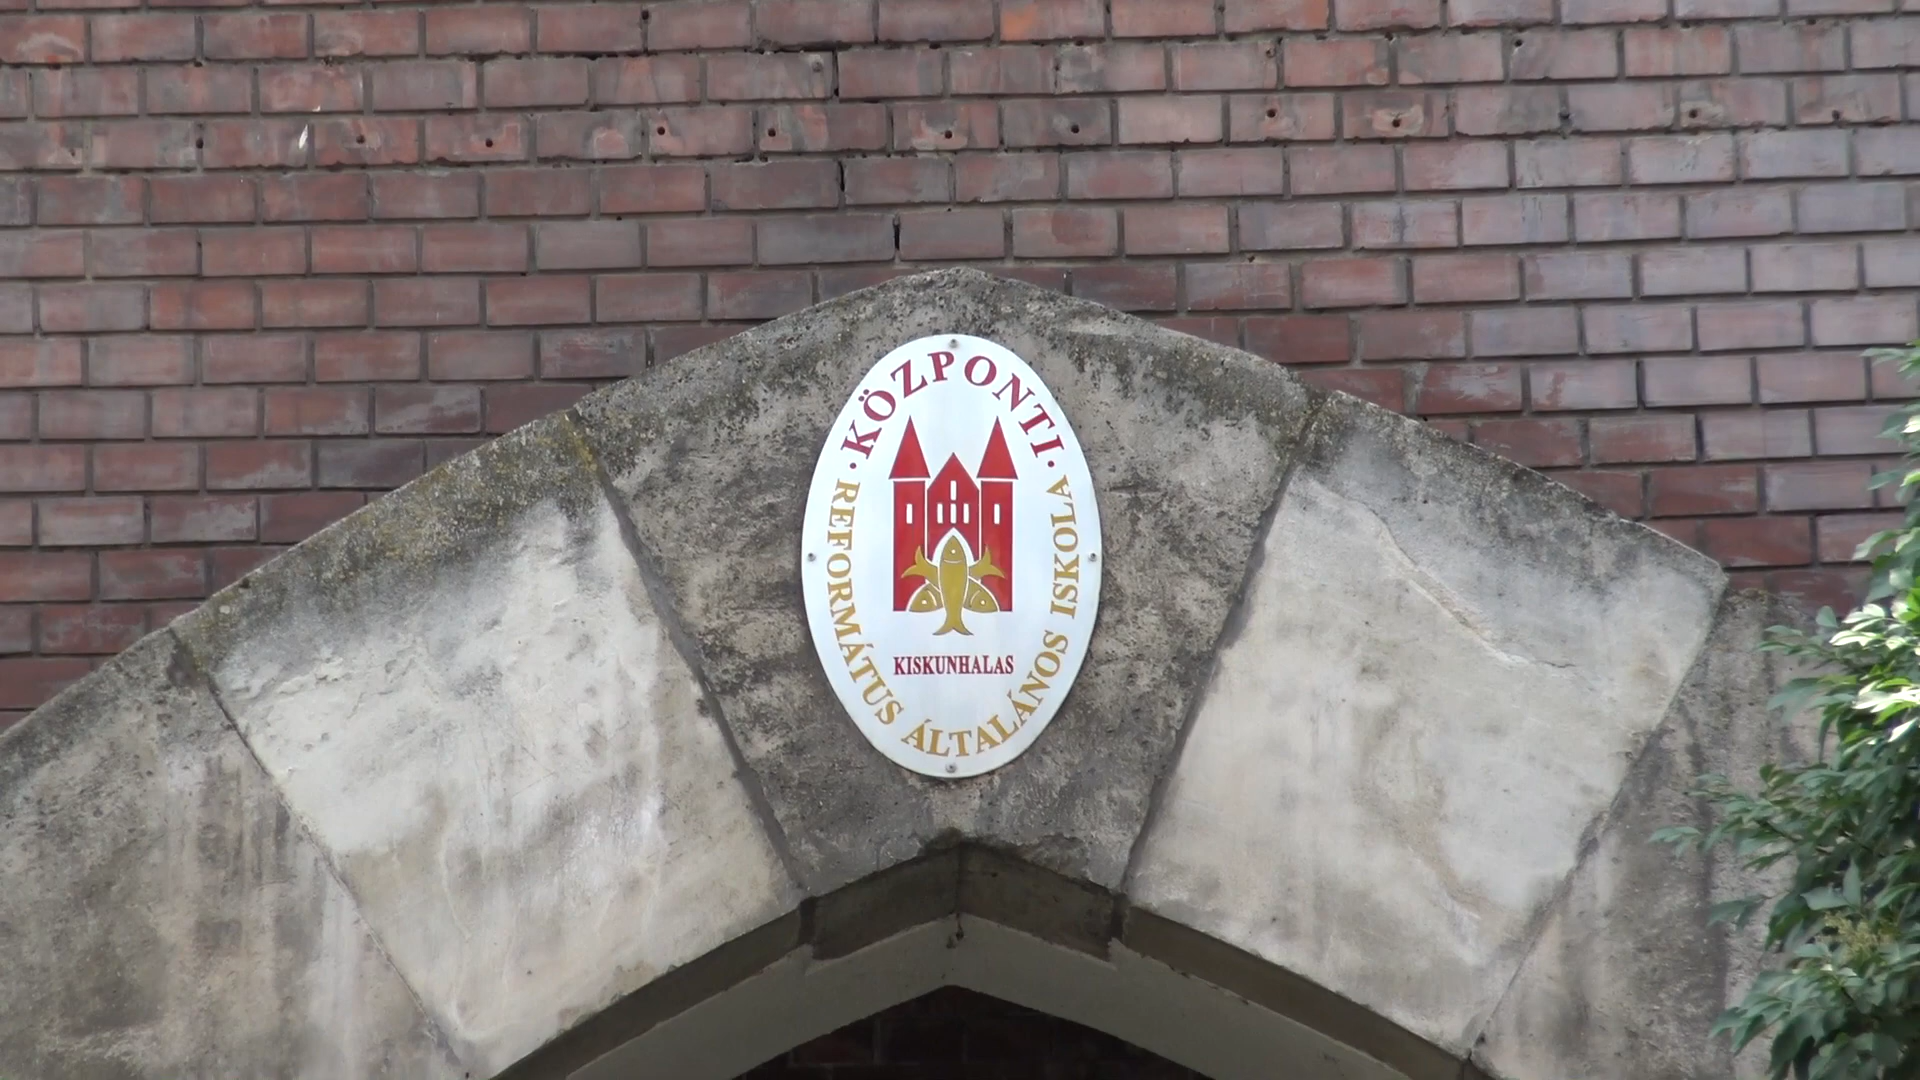 · KÖZPONTI ·
REFORMÁTUS ÁLTALÁNOS ISKOLA
KISKUNHALAS